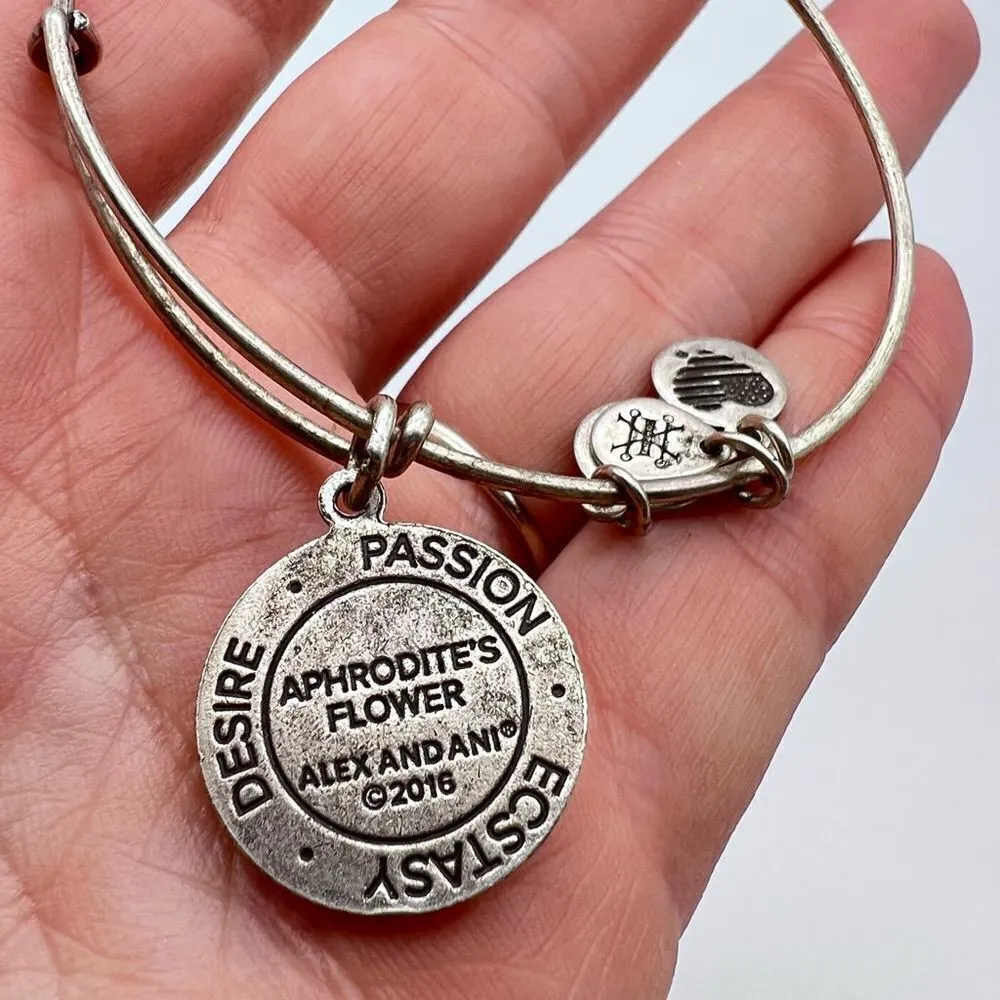 PASSION • ECSTASY • DESIRE •
APHRODITE'S
FLOWER
ALEX AND ANI®
©2016